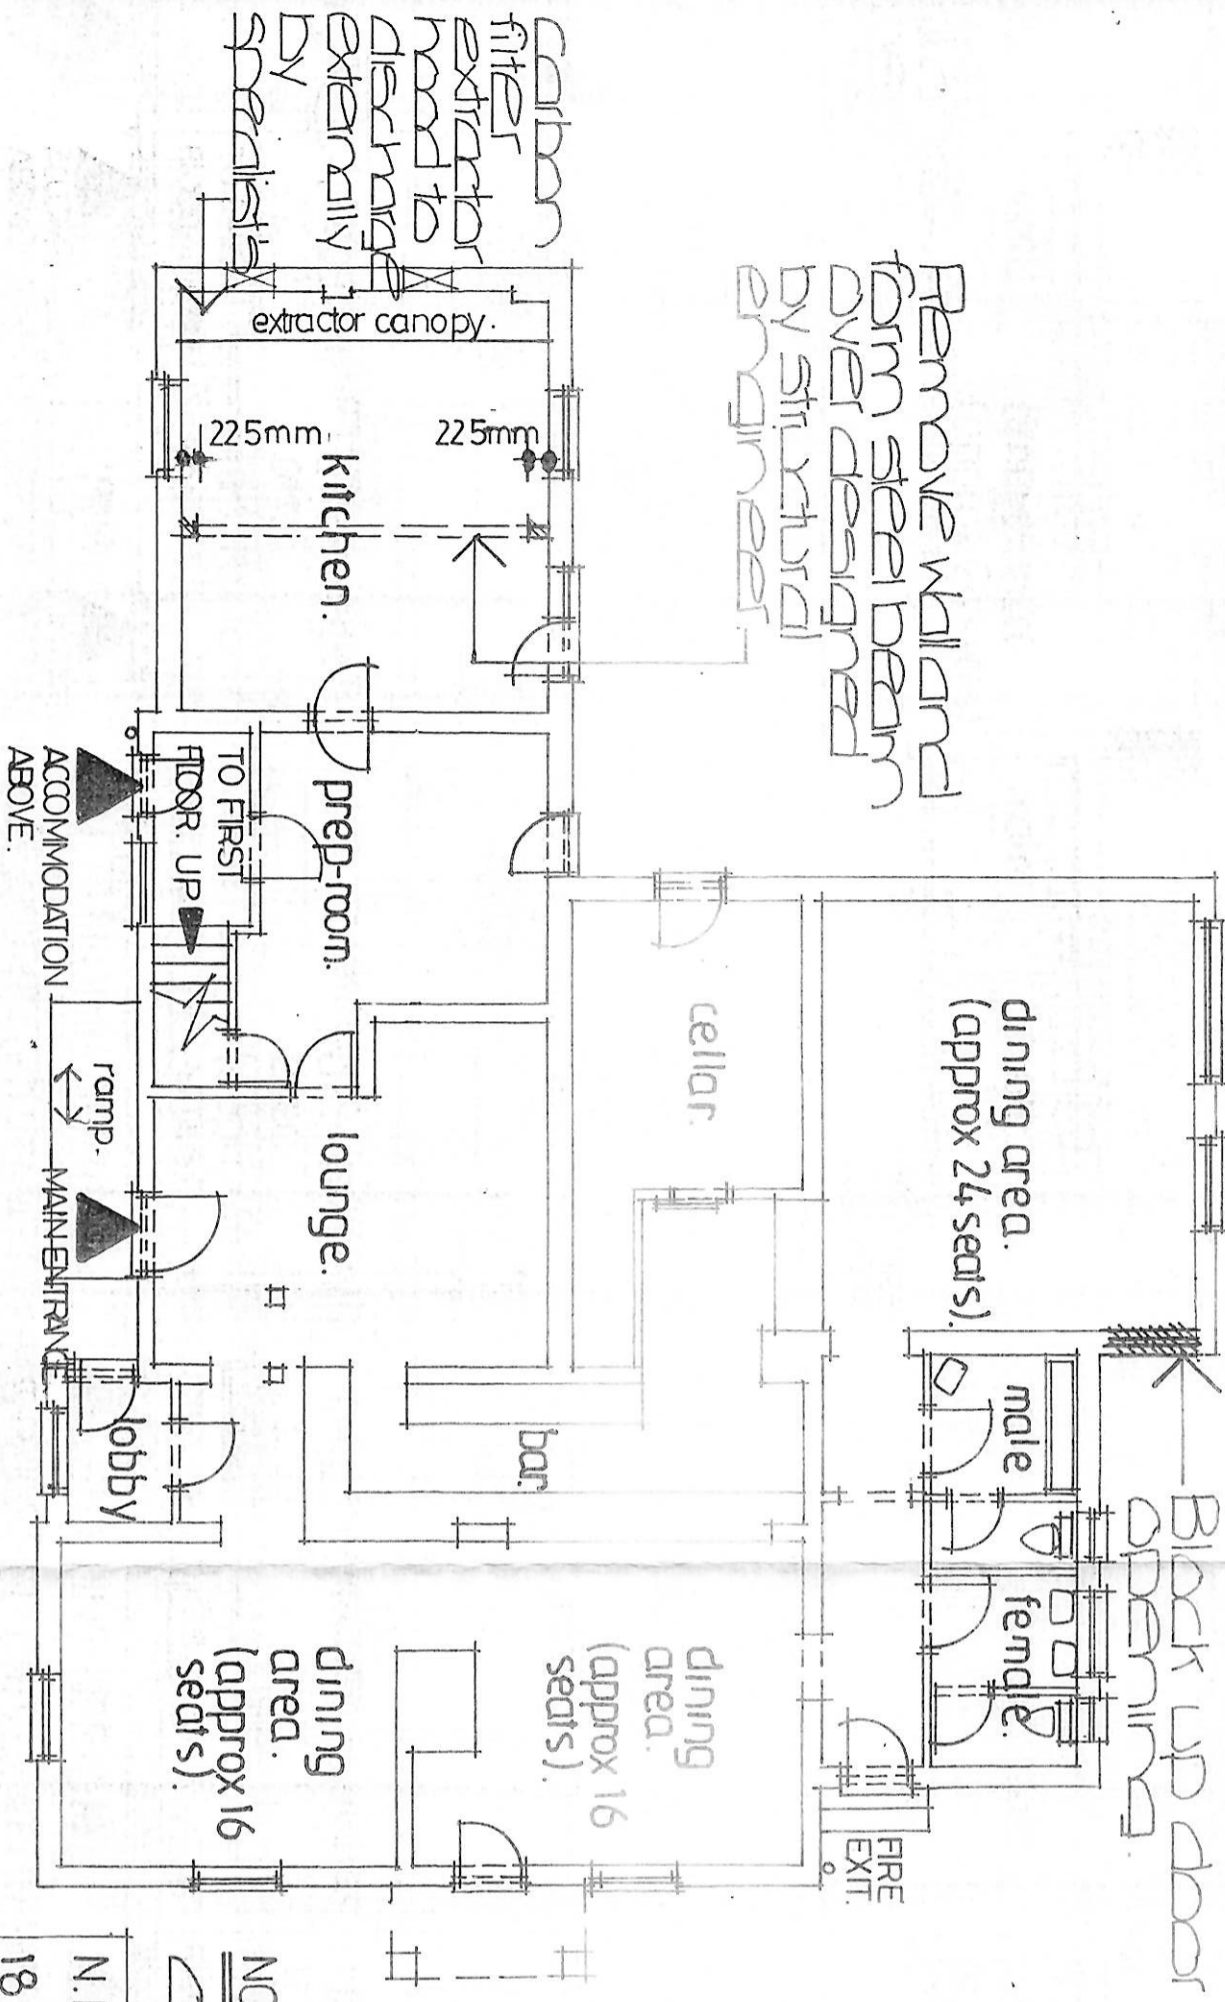 Carbon
filter
extractor
hood to
discharge
externally
by
specialists
Remove wall and
form steel beam
over designed
by structural
engineer
Block up door
opening
extractor canopy.
225mm.
225mm
kitchen.
prep-room.
TO FIRST
FLOOR. UP
ACCOMMODATION
ABOVE.
ramp.
MAIN ENTRANCE
lounge.
lobby
cellar.
bar.
dining area.
(approx 24 seats).
male
female.
FIRE
EXIT.
dining
area.
(approx 16
seats).
dining
area.
(approx 16
seats).
N.
18